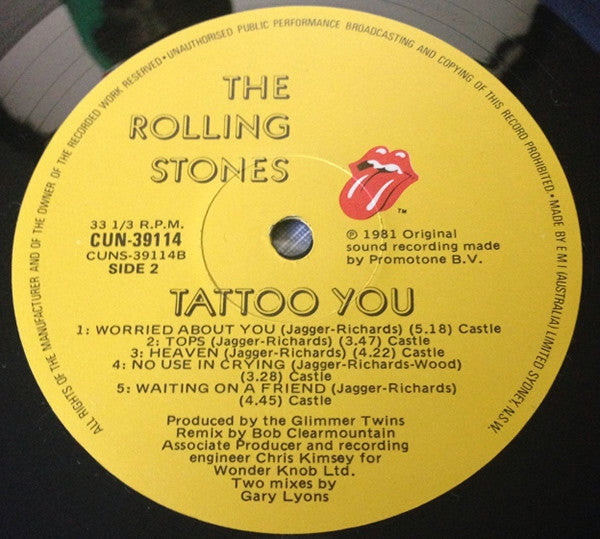 ALL RIGHTS OF THE MANUFACTURER AND OF THE OWNER OF THE RECORDED WORK RESERVED•UNAUTHORISED PUBLIC PERFORMANCE BROADCASTING AND COPYING OF THIS RECORD PROHIBITED•MADE BY E M I (AUSTRALIA) LIMITED SYDNEY, N.S.W.
THE
ROLLING
STONES
TM
33 1/3 R.P.M.
CUN-39114
CUNS-39114B
SIDE 2
℗ 1981 Original
sound recording made
by Promotone B.V.
TATTOO YOU
1: WORRIED ABOUT YOU (Jagger-Richards) (5.18) Castle
2: TOPS (Jagger-Richards) (3.47) Castle
3: HEAVEN (Jagger-Richards) (4.22) Castle
4: NO USE IN CRYING (Jagger-Richards-Wood)
(3.28) Castle
5: WAITING ON A FRIEND (Jagger-Richards)
(4.45) Castle
Produced by the Glimmer Twins
Remix by Bob Clearmountain
Associate Producer and recording
engineer Chris Kimsey for
Wonder Knob Ltd.
Two mixes by
Gary Lyons